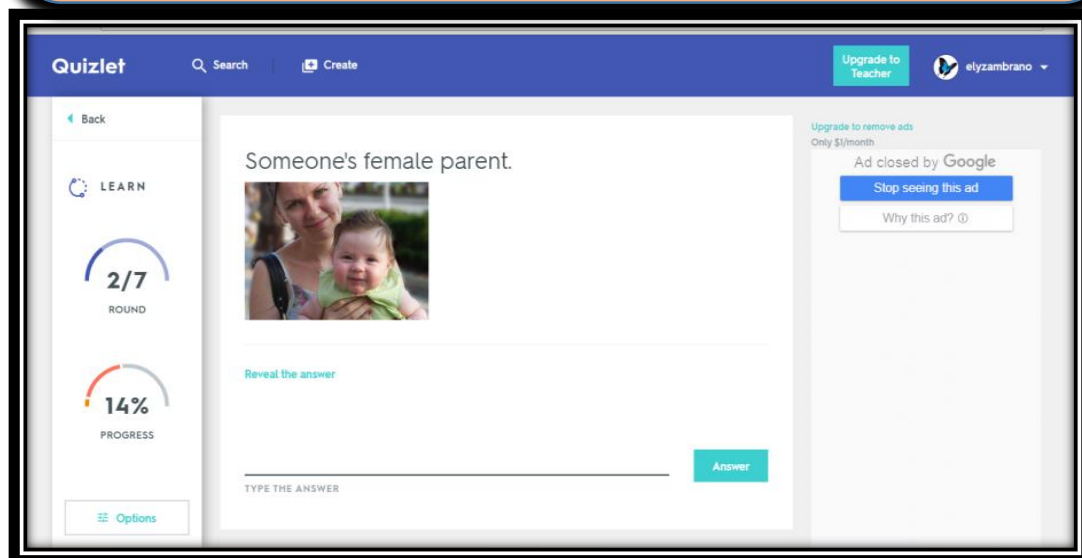 Quizlet
Search
Create
Upgrade to
Teacher
elyzambrano
Back
LEARN
2/7
ROUND
14%
PROGRESS
Options
Someone's female parent.
Reveal the answer
TYPE THE ANSWER
Answer
Upgrade to remove ads
Only $1/month
Ad closed by Google
Stop seeing this ad
Why this ad?